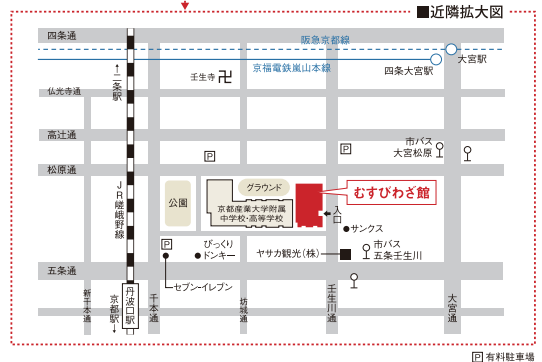 ■近隣拡大図
四条通
阪急京都線
大宮駅
京福電鉄嵐山本線
四条大宮駅
↑二条駅
壬生寺 卍
仏光寺通
高辻通
市バス
大宮松原
P
P
松原通
JR嵯峨野線
公園
グラウンド
京都産業大学附属
中学校・高等学校
むすびわざ館
入口
サンクス
P
びっくり
ドンキー
ヤサカ観光(株)
市バス
五条壬生川
五条通
セブン-イレブン
新千本通
京都駅↓
丹波口駅
千本通
坊城通
壬生川通
大宮通
P 有料駐車場